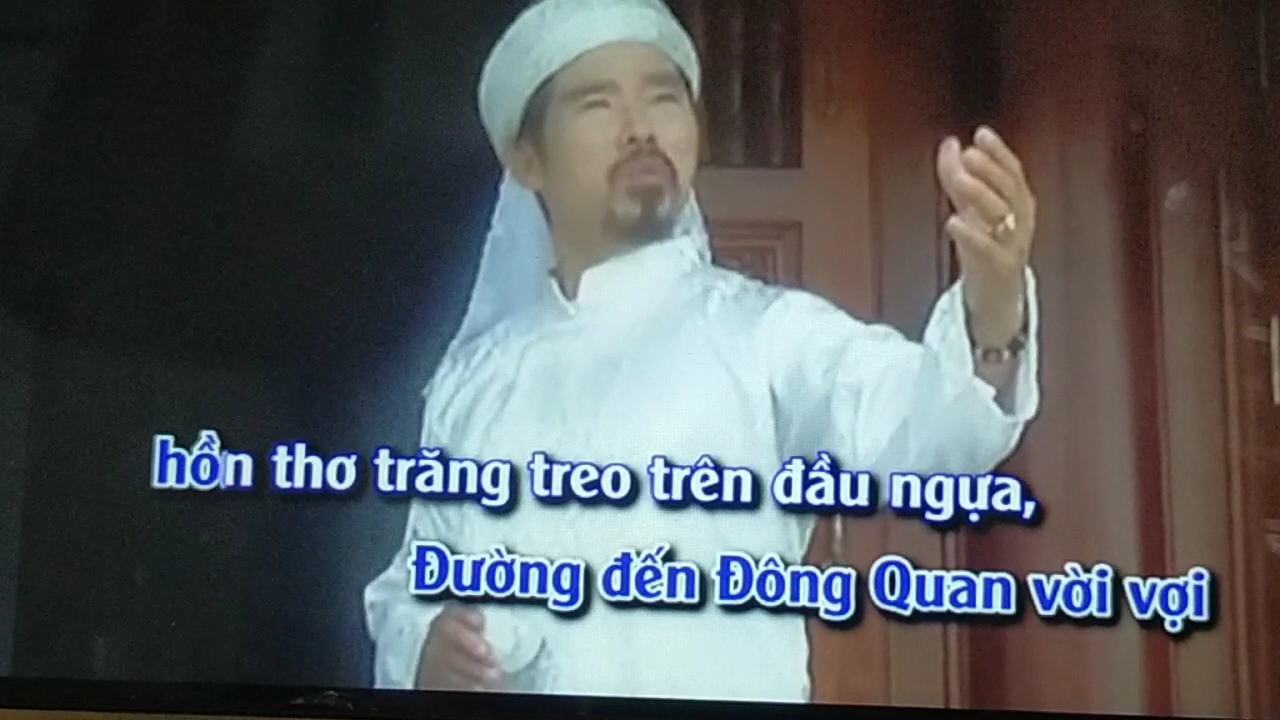 hồn thơ trăng treo trên đầu ngựa,
Đường đến Đông Quan vời vợi